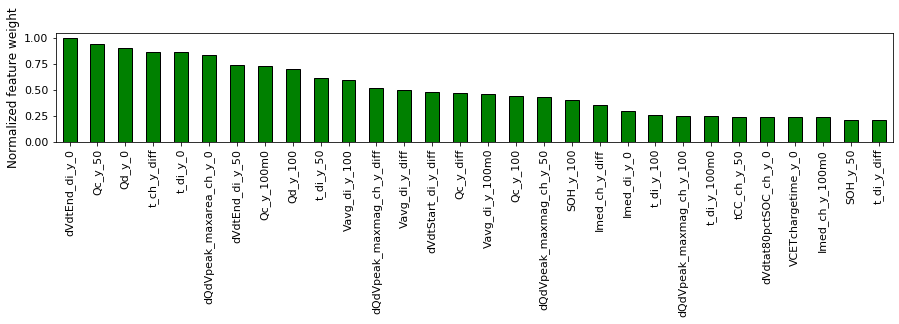 Normalized feature weight
1.00
0.75
0.50
0.25
0.00
dVdtEnd_di_y_0
Qc_y_50
Qd_y_0
t_ch_y_diff
t_di_y_0
dQdVpeak_maxarea_ch_y_0
dVdtEnd_di_y_50
Qc_y_100m0
Qd_y_100
t_di_y_50
Vavg_di_y_100
dQdVpeak_maxmag_ch_y_diff
Vavg_di_y_diff
dVdtStart_di_y_diff
Qc_y_diff
Vavg_di_y_100m0
Qc_y_100
dQdVpeak_maxmag_ch_y_50
SOH_y_100
Imed_ch_y_diff
Imed_di_y_0
t_di_y_100
dQdVpeak_maxmag_ch_y_100
t_di_y_100m0
tCC_ch_y_50
dVdtat80pctSOC_ch_y_0
VCETchargetime_y_0
Imed_ch_y_100m0
SOH_y_50
t_di_y_diff